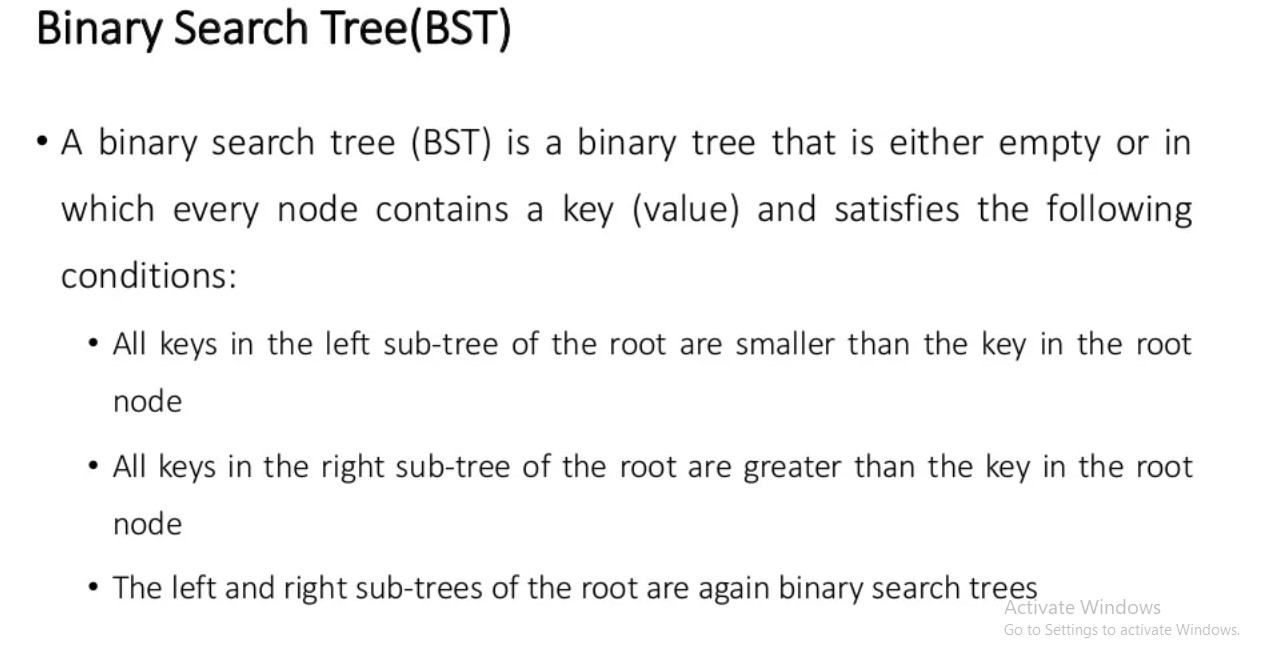 Binary Search Tree(BST)
• A binary search tree (BST) is a binary tree that is either empty or in
which every node contains a key (value) and satisfies the following
conditions:
• All keys in the left sub-tree of the root are smaller than the key in the root
node
• All keys in the right sub-tree of the root are greater than the key in the root
node
• The left and right sub-trees of the root are again binary search trees
Activate Windows
Go to Settings to activate Windows.